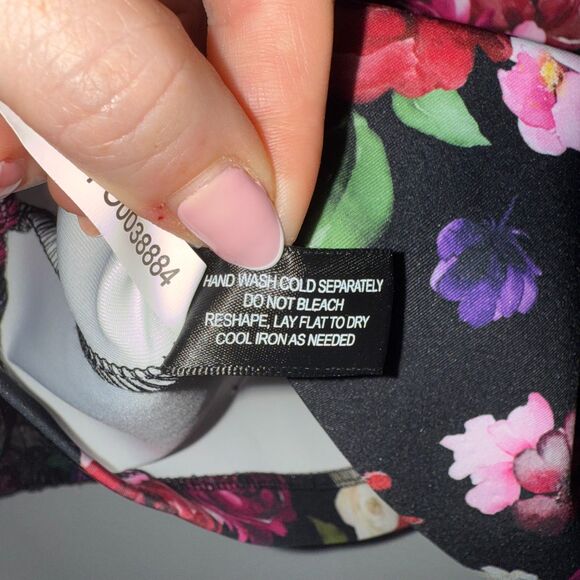 HAND WASH COLD SEPARATELY
DO NOT BLEACH
RESHAPE, LAY FLAT TO DRY
COOL IRON AS NEEDED
0038884